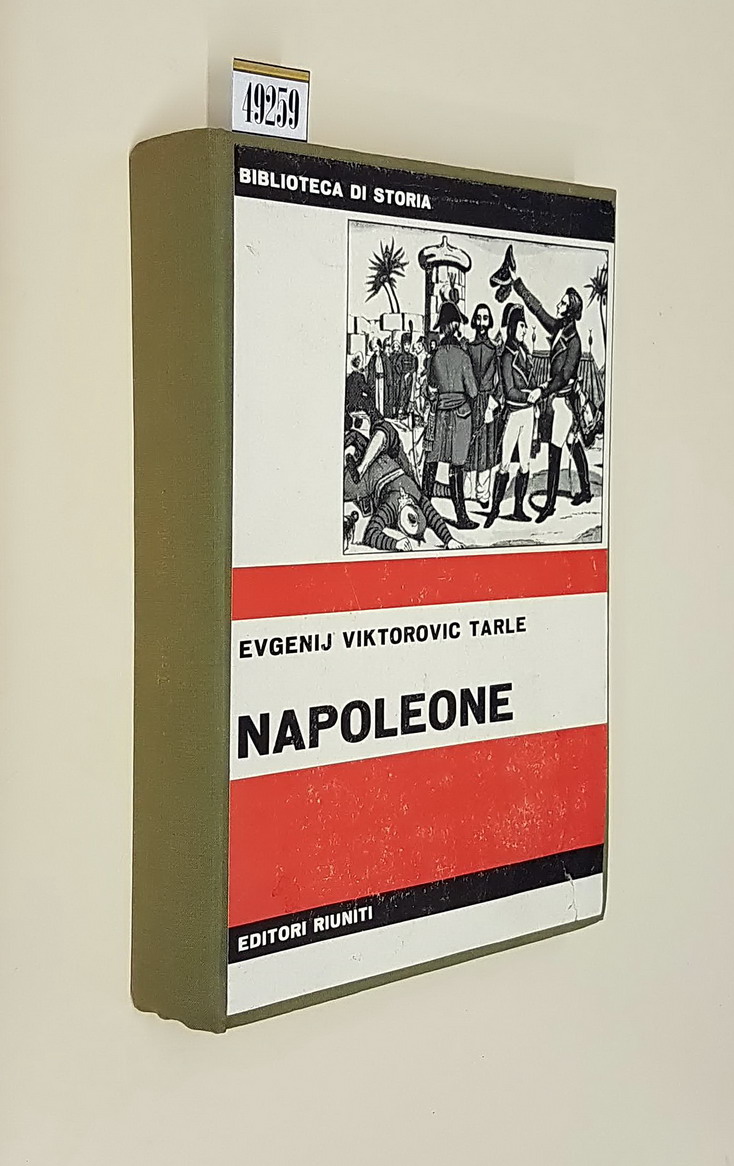 49259
BIBLIOTECA DI STORIA
EVGENIJ VIKTOROVIC TARLE
NAPOLEONE
EDITORI RIUNITI